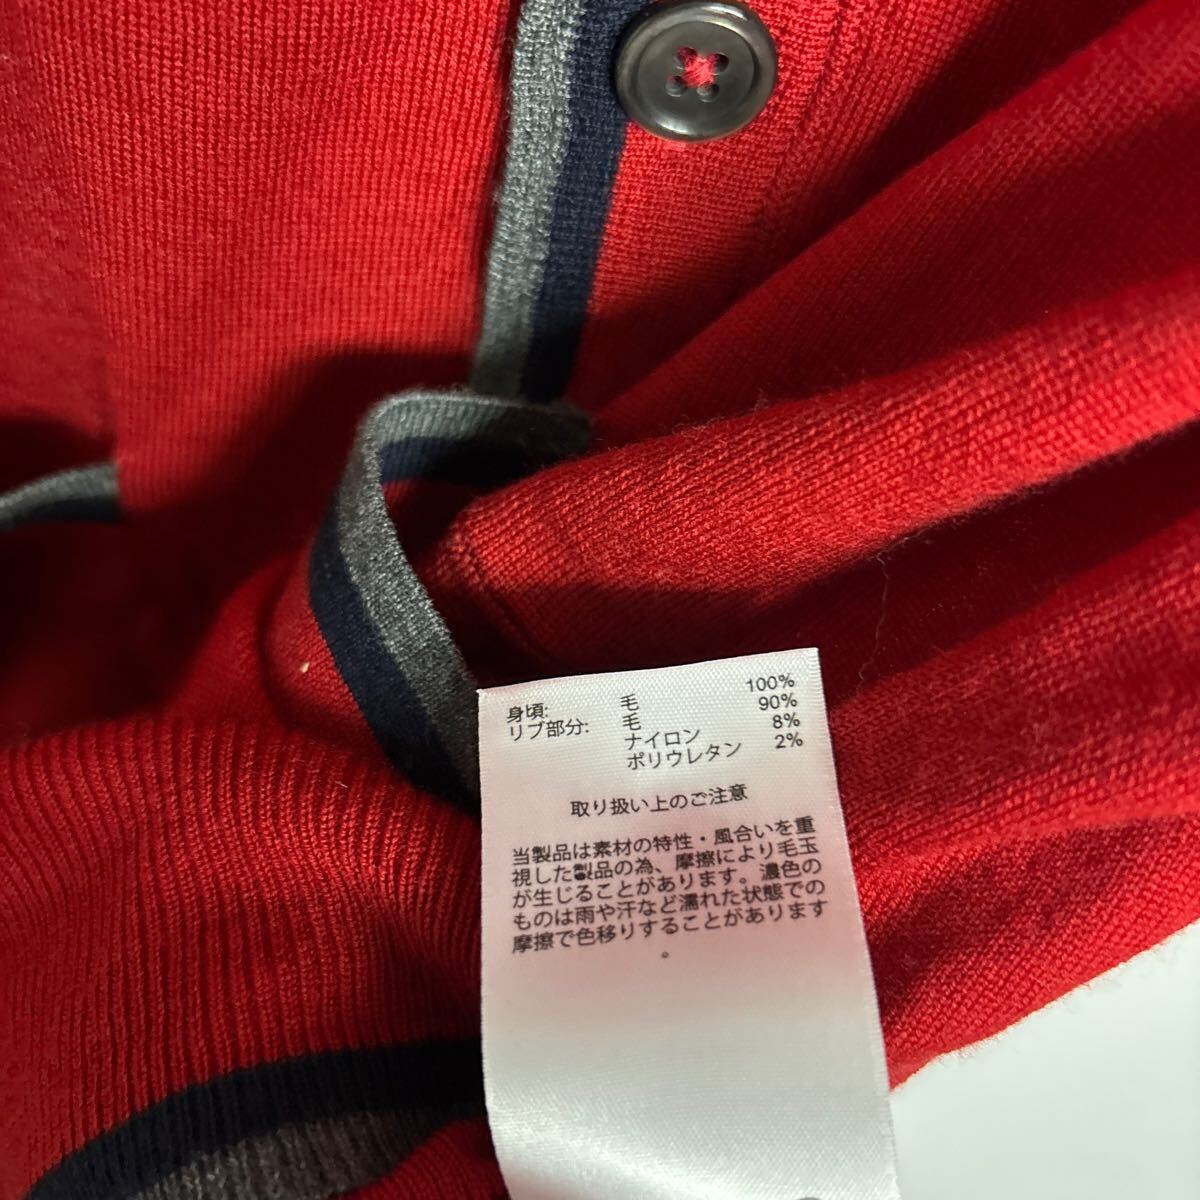 身頃: 毛 100%
リブ部分: 毛 90%
ナイロン 8%
ポリウレタン 2%
取り扱い上のご注意
当製品は素材の特性・風合いを重
視した製品の為、摩擦により毛玉
が生じることがあります。濃色の
ものは雨や汗など濡れた状態での
摩擦で色移りすることがあります
。